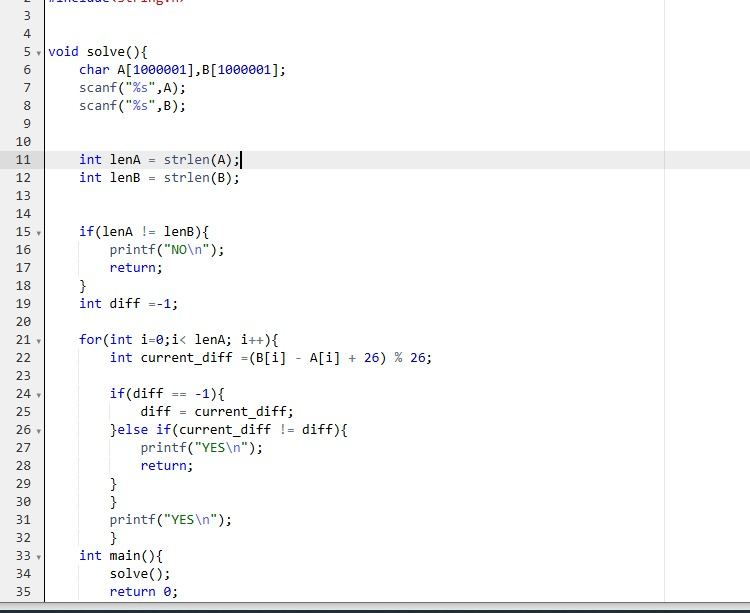 2
3
4
5 void solve(){
6 char A[1000001],B[1000001];
7 scanf("%s",A);
8 scanf("%s",B);
9
10
11 int lenA = strlen(A);
12 int lenB = strlen(B);
13
14
15 if(lenA != lenB){
16 printf("NO\n");
17 return;
18 }
19 int diff =-1;
20
21 for(int i=0;i< lenA; i++){
22 int current_diff =(B[i] - A[i] + 26) % 26;
23
24 if(diff == -1){
25 diff = current_diff;
26 }else if(current_diff != diff){
27 printf("YES\n");
28 return;
29 }
30 }
31 printf("YES\n");
32 }
33 int main(){
34 solve();
35 return 0;